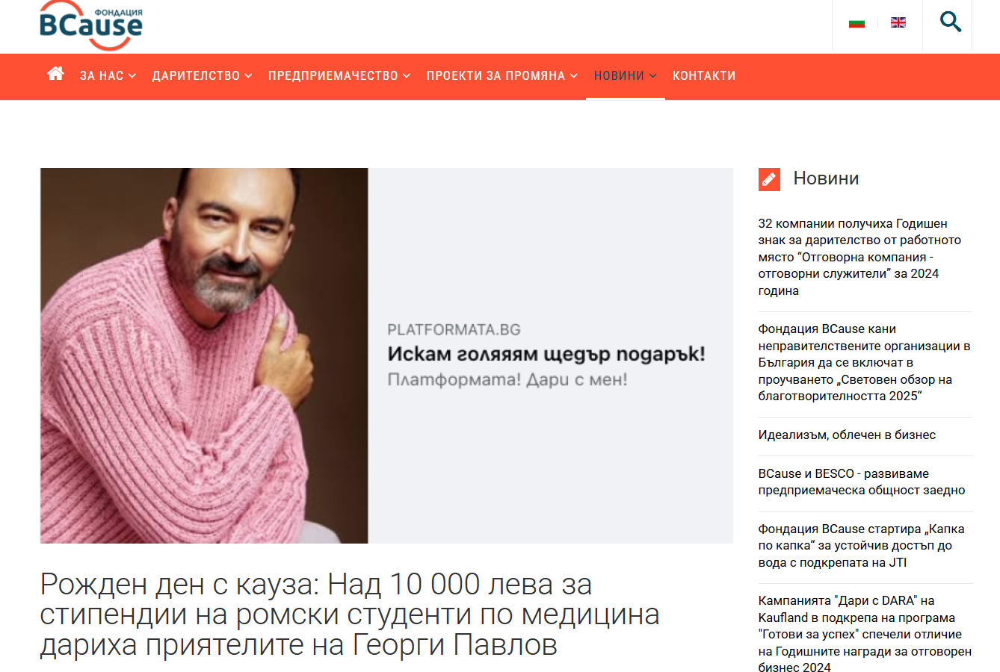 ФОНДАЦИЯ
BCause
ЗА НАС
ДАРИТЕЛСТВО
ПРЕДПРИЕМАЧЕСТВО
ПРОЕКТИ ЗА ПРОМЯНА
НОВИНИ
КОНТАКТИ
PLATFORMATA.BG
Искам голяяям щедър подарък!
Платформата! Дари с мен!
Рожден ден с кауза: Над 10 000 лева за
стипендии на ромски студенти по медицина
дариха приятелите на Георги Павлов
Новини
32 компании получиха Годишен
знак за дарителство от работното
място “Отговорна компания -
отговорни служители” за 2024
година
Фондация BCause кани
неправителствените организации в
България да се включат в
проучването „Световен обзор на
благотворителността 2025“
Идеализъм, облечен в бизнес
BCause и BESCO - развиваме
предприемаческа общност заедно
Фондация BCause стартира „Капка
по капка“ за устойчив достъп до
вода с подкрепата на JTI
Кампанията "Дари с DARA" на
Kaufland в подкрепа на програма
"Готови за успех" спечели отличие
на Годишните награди за отговорен
бизнес 2024